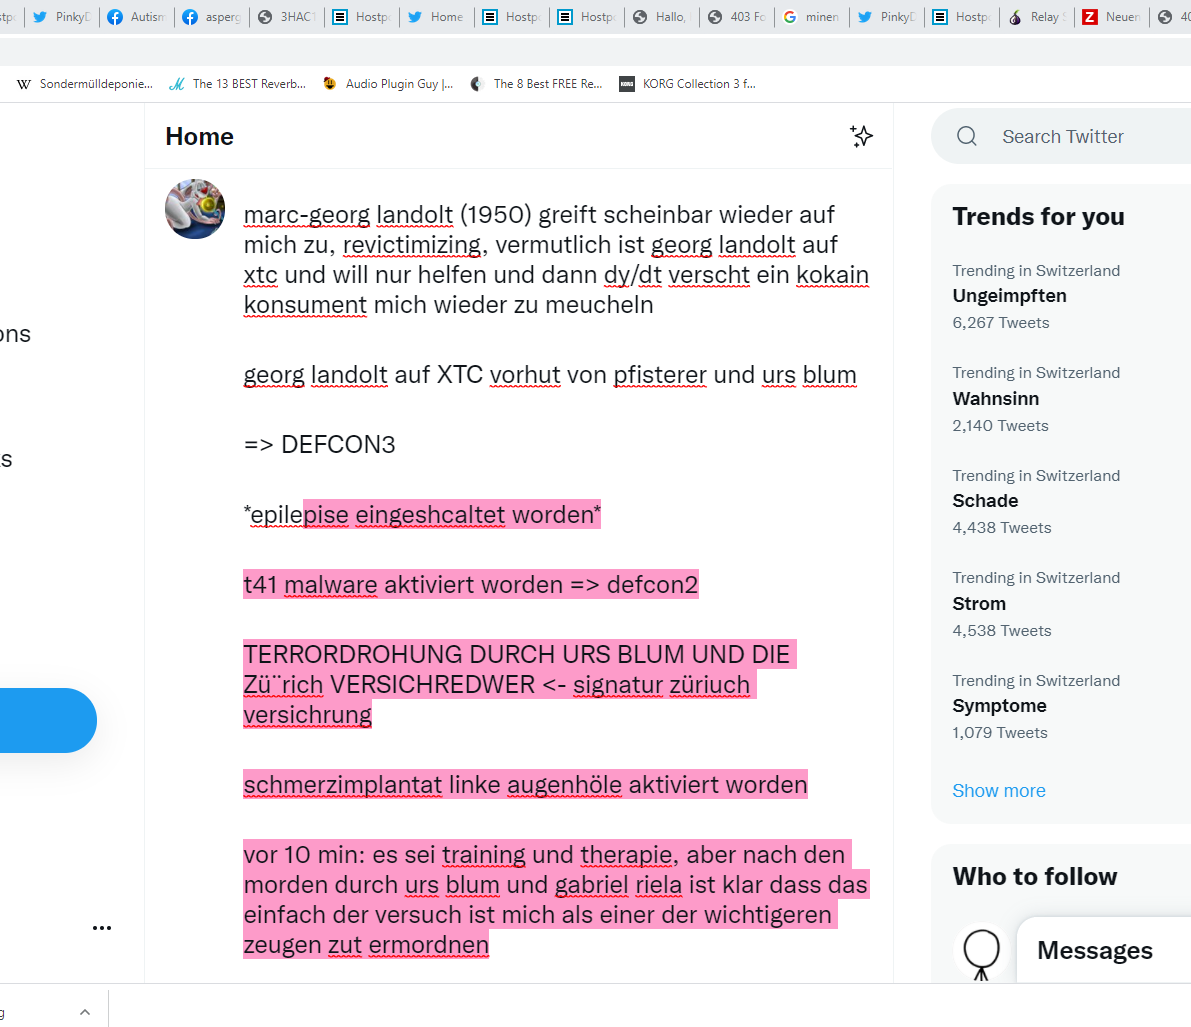 PinkyD
Autism
asperg
3HAC1
Hostpo
Home
Hostpo
Hostpo
Hallo,
403 Fo
minen
PinkyD
Hostpo
Relay S
Neuen
40
W Sondermülldeponie...
The 13 BEST Reverb...
Audio Plugin Guy |...
The 8 Best FREE Re...
KORG KORG Collection 3 f...
Home
marc-georg landolt (1950) greift scheinbar wieder auf
mich zu, revictimizing, vermutlich ist georg landolt auf
xtc und will nur helfen und dann dy/dt verscht ein kokain
konsument mich wieder zu meucheln
georg landolt auf XTC vorhut von pfisterer und urs blum
=> DEFCON3
*epilepise eingeshcaltet worden*
t41 malware aktiviert worden => defcon2
TERRORDROHUNG DURCH URS BLUM UND DIE
Zü¨rich VERSICHREDWER <- signatur züriuch
versichrung
schmerzimplantat linke augenhöle aktiviert worden
vor 10 min: es sei training und therapie, aber nach den
morden durch urs blum und gabriel riela ist klar dass das
einfach der versuch ist mich als einer der wichtigeren
zeugen zut ermordnen
Search Twitter
Trends for you
Trending in Switzerland
Ungeimpften
6,267 Tweets
Trending in Switzerland
Wahnsinn
2,140 Tweets
Trending in Switzerland
Schade
4,438 Tweets
Trending in Switzerland
Strom
4,538 Tweets
Trending in Switzerland
Symptome
1,079 Tweets
Show more
Who to follow
Messages